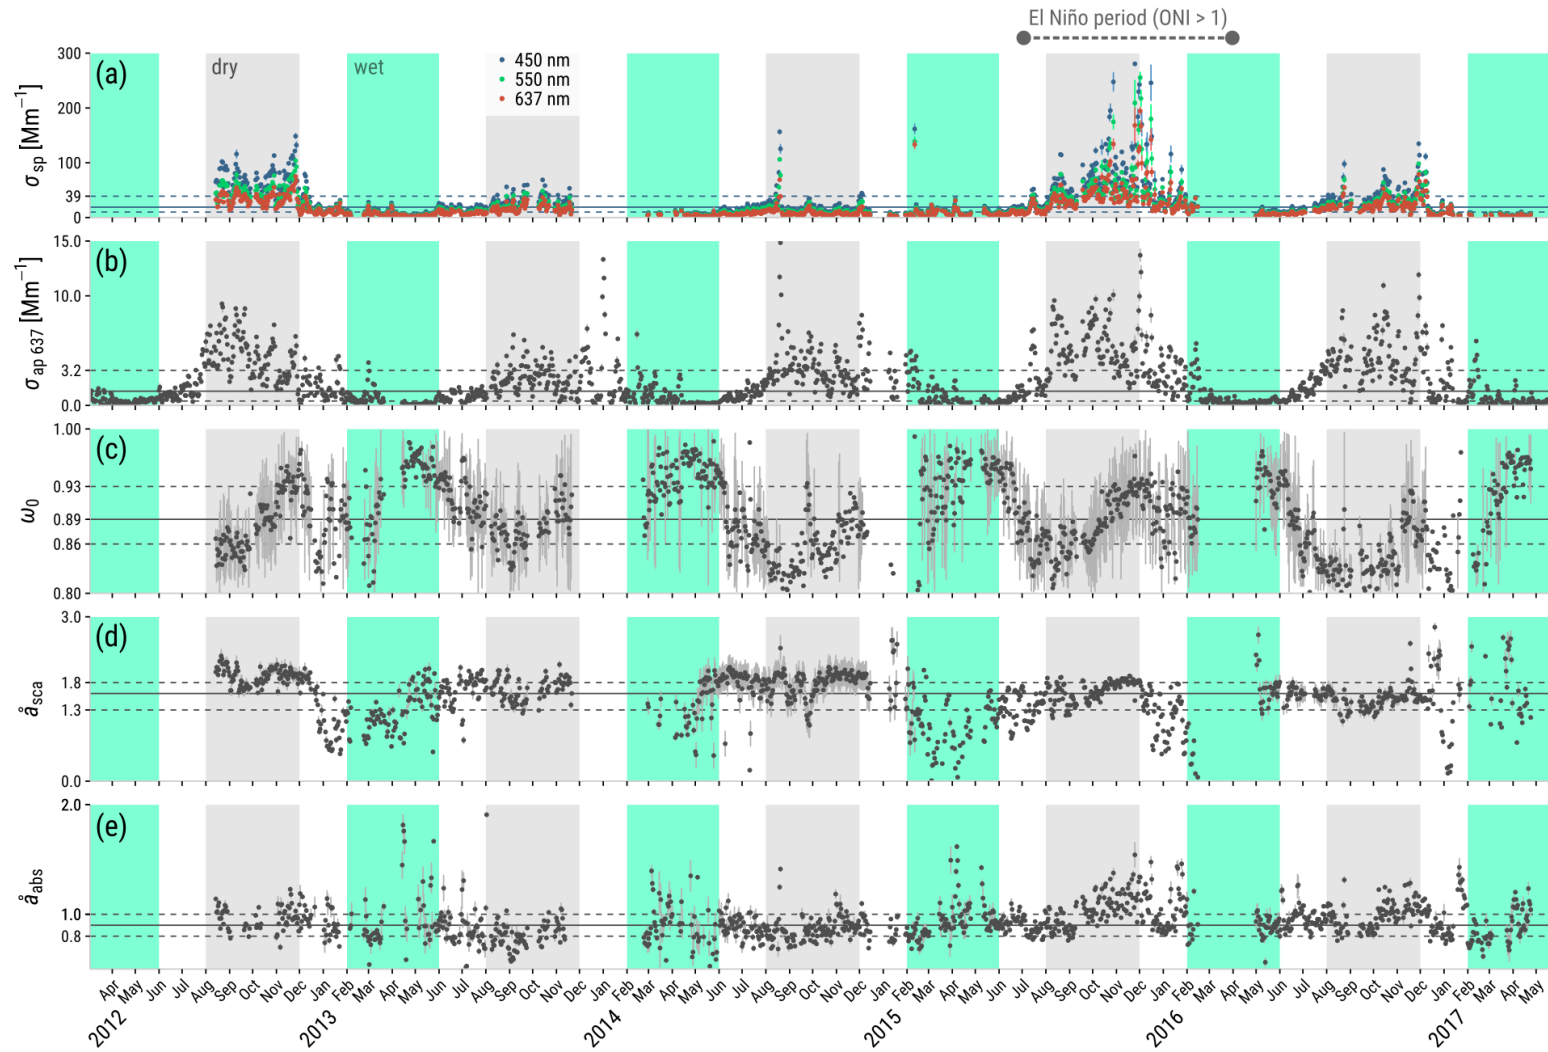 El Niño period (ONI > 1)
(a)
dry
wet
450 nm
550 nm
637 nm
σsp [Mm−1]
300
200
100
39
0
(b)
σap 637 [Mm−1]
15.0
10.0
3.2
0.0
(c)
ω0
1.00
0.93
0.89
0.86
0.80
(d)
åsca
3.0
1.8
1.3
0.0
(e)
åabs
2.0
1.0
0.8
Apr May Jun Jul Aug Sep Oct Nov Dec Jan Feb Mar Apr May Jun Jul Aug Sep Oct Nov Dec Jan Feb Mar Apr May Jun Jul Aug Sep Oct Nov Dec Jan Feb Mar Apr May Jun Jul Aug Sep Oct Nov Dec Jan Feb Mar Apr May Jun Jul Aug Sep Oct Nov Dec Jan Feb Mar Apr May
2012 2013 2014 2015 2016 2017